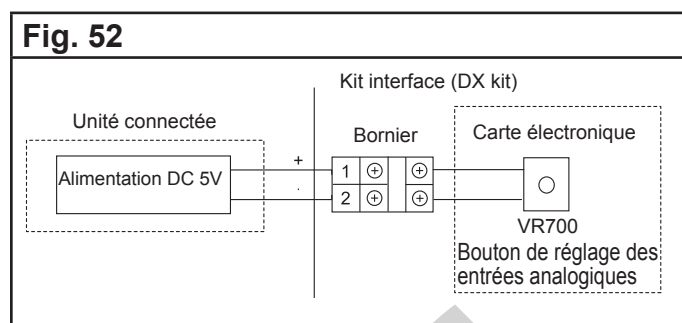 Fig. 52
Kit interface (DX kit)
Unité connectée
Bornier
Carte électronique
Alimentation DC 5V
+
1
2
VR700
Bouton de réglage des
entrées analogiques